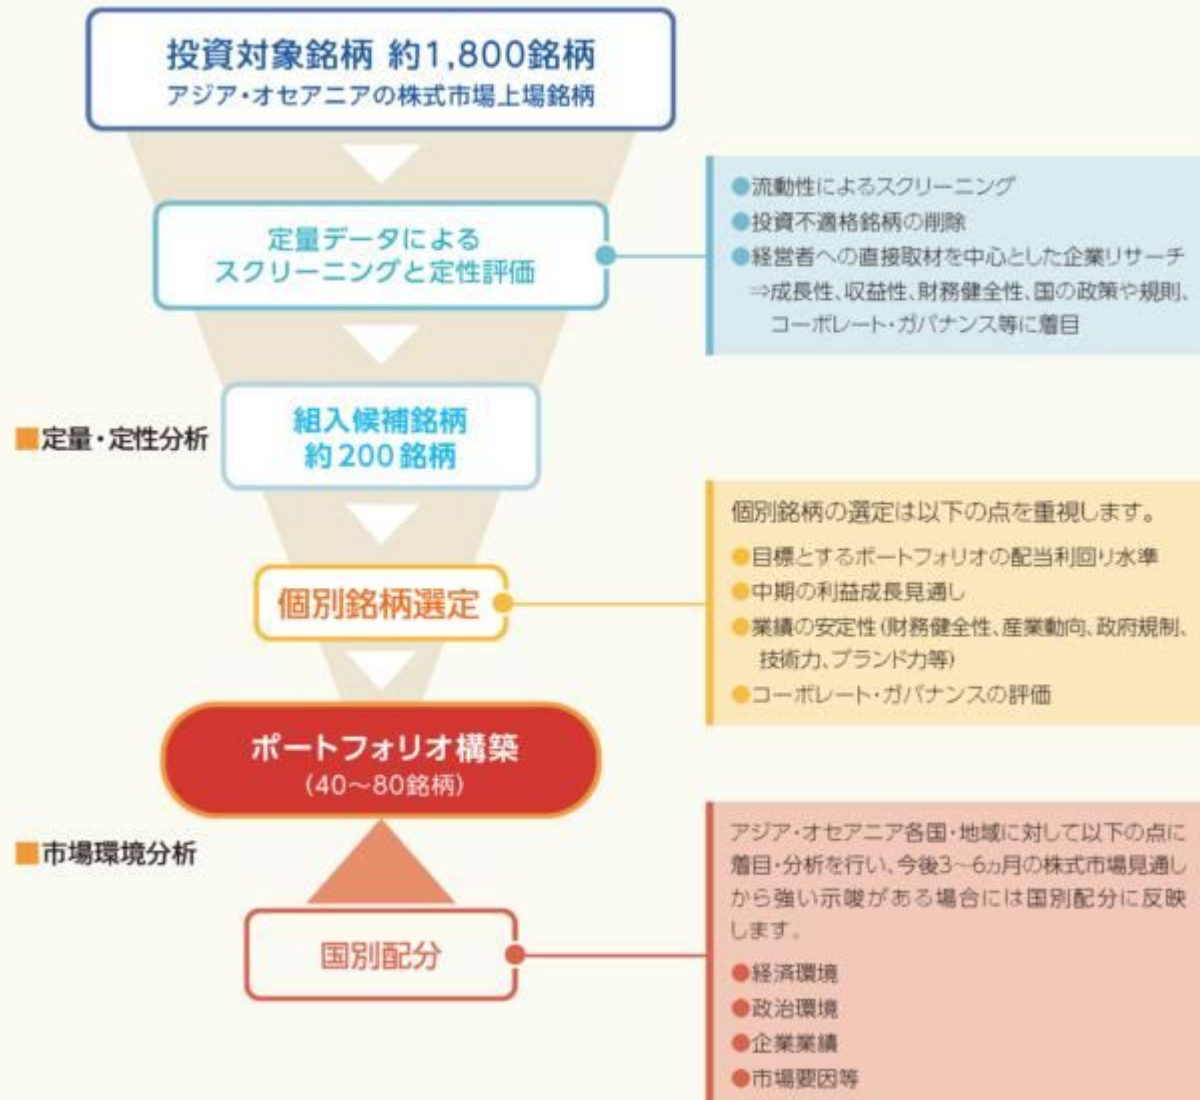 投資対象銘柄 約1,800銘柄
アジア・オセアニアの株式市場上場銘柄
定量データによる
スクリーニングと定性評価
●流動性によるスクリーニング
●投資不適格銘柄の削除
●経営者への直接取材を中心とした企業リサーチ
⇒成長性、収益性、財務健全性、国の政策や規則、
コーポレート・ガバナンス等に着目
■定量・定性分析
組入候補銘柄
約200銘柄
個別銘柄選定
個別銘柄の選定は以下の点を重視します。
●目標とするポートフォリオの配当利回り水準
●中期の利益成長見通し
●業績の安定性(財務健全性、産業動向、政府規制、
技術力、ブランド力等)
●コーポレート・ガバナンスの評価
ポートフォリオ構築
(40～80銘柄)
■市場環境分析
国別配分
アジア・オセアニア各国・地域に対して以下の点に
着目・分析を行い、今後3～6ヵ月の株式市場見通し
から強い示唆がある場合には国別配分に反映
します。
●経済環境
●政治環境
●企業業績
●市場要因等